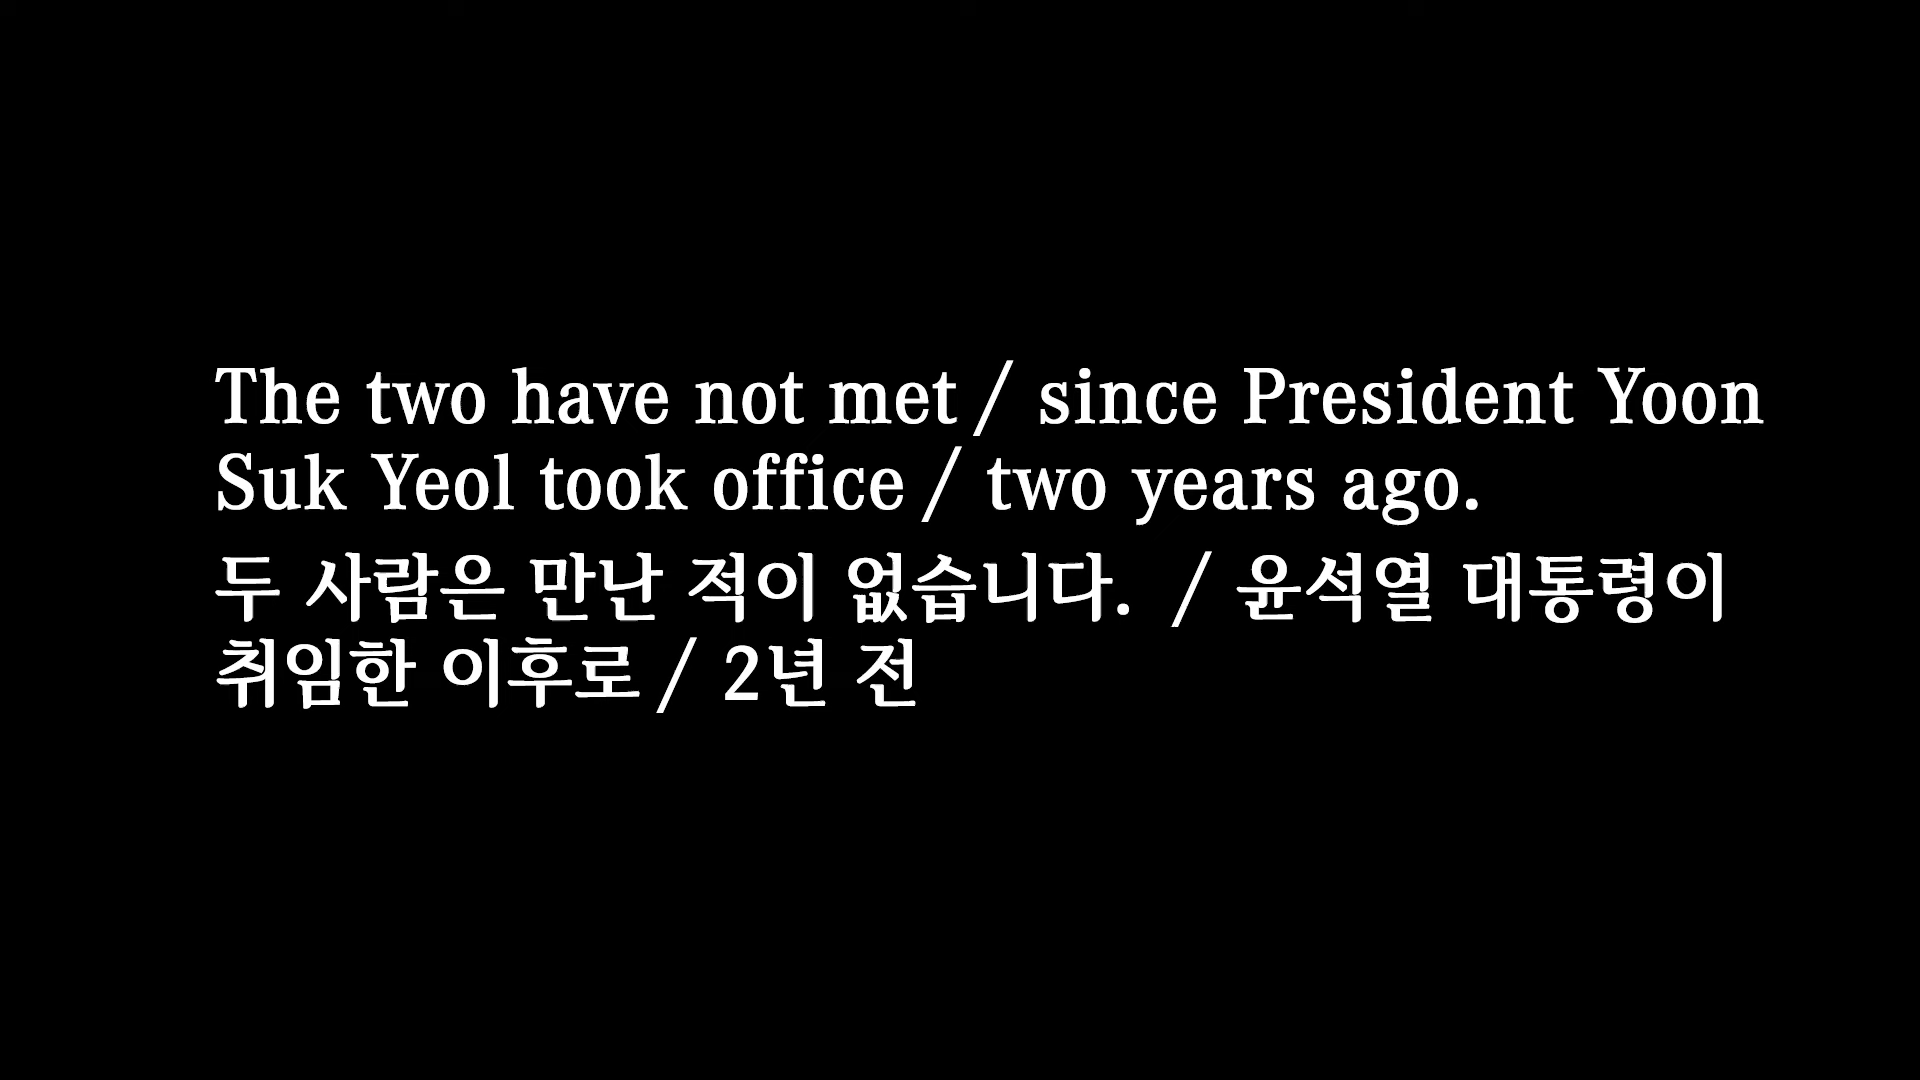 The two have not met / since President Yoon
Suk Yeol took office / two years ago.
두 사람은 만난 적이 없습니다. / 윤석열 대통령이
취임한 이후로 / 2년 전